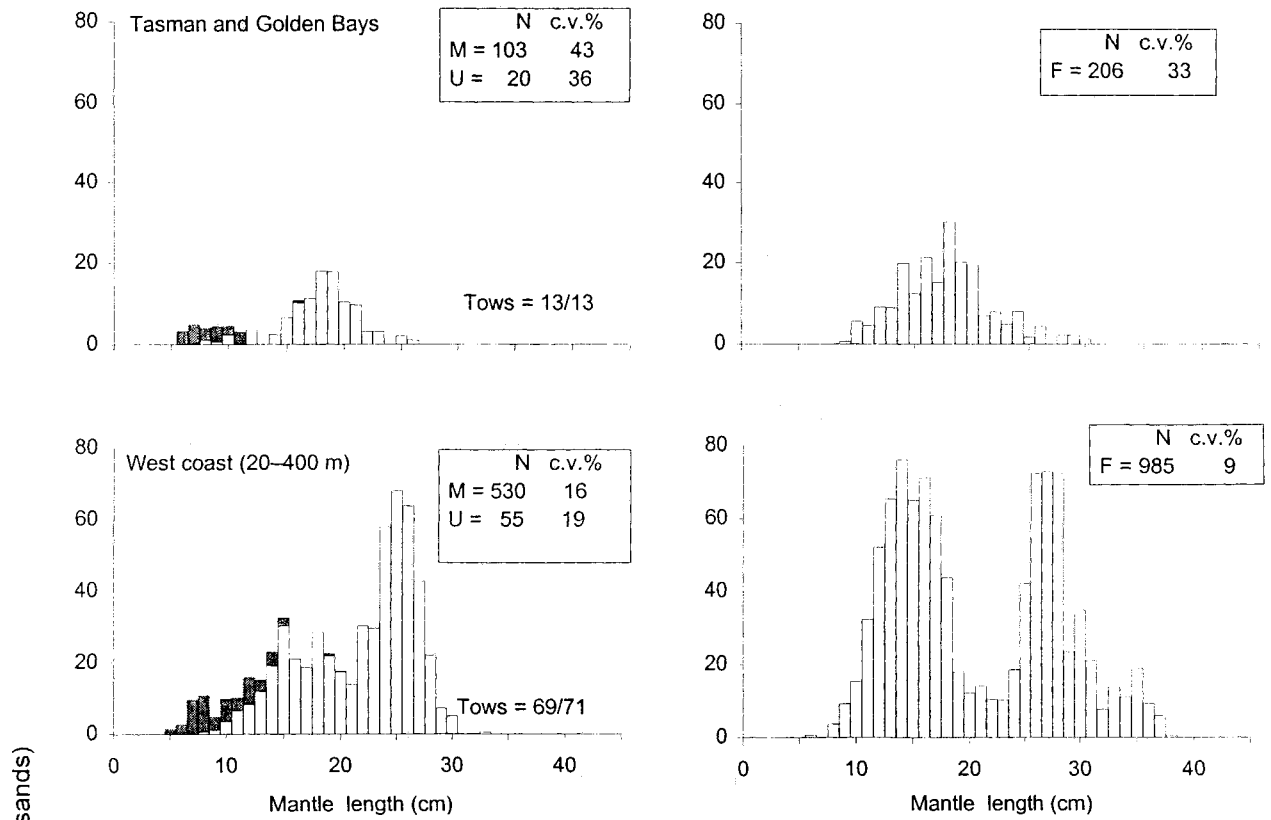 80
60
40
20
0
Tasman and Golden Bays
N c.v.%
M = 103 43
U = 20 36
Tows = 13/13
80
60
40
20
0
N c.v.%
F = 206 33
80
60
40
20
0
West coast (20–400 m)
N c.v.%
M = 530 16
U = 55 19
Tows = 69/71
0 10 20 30 40
Mantle length (cm)
80
60
40
20
0
N c.v.%
F = 985 9
0 10 20 30 40
Mantle length (cm)
sands)